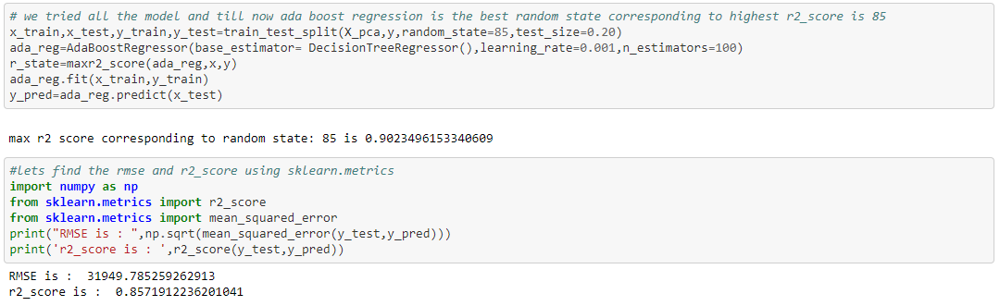 # we tried all the model and till now ada boost regression is the best random state corresponding to highest r2_score is 85
x_train,x_test,y_train,y_test=train_test_split(X_pca,y,random_state=85,test_size=0.20)
ada_reg=AdaBoostRegressor(base_estimator= DecisionTreeRegressor(),learning_rate=0.001,n_estimators=100)
r_state=maxr2_score(ada_reg,x,y)
ada_reg.fit(x_train,y_train)
y_pred=ada_reg.predict(x_test)
max r2 score corresponding to random state: 85 is 0.9023496153340609
#lets find the rmse and r2_score using sklearn.metrics
import numpy as np
from sklearn.metrics import r2_score
from sklearn.metrics import mean_squared_error
print("RMSE is : ",np.sqrt(mean_squared_error(y_test,y_pred)))
print('r2_score is : ',r2_score(y_test,y_pred))
RMSE is :  31949.785259262913
r2_score is :  0.8571912236201041